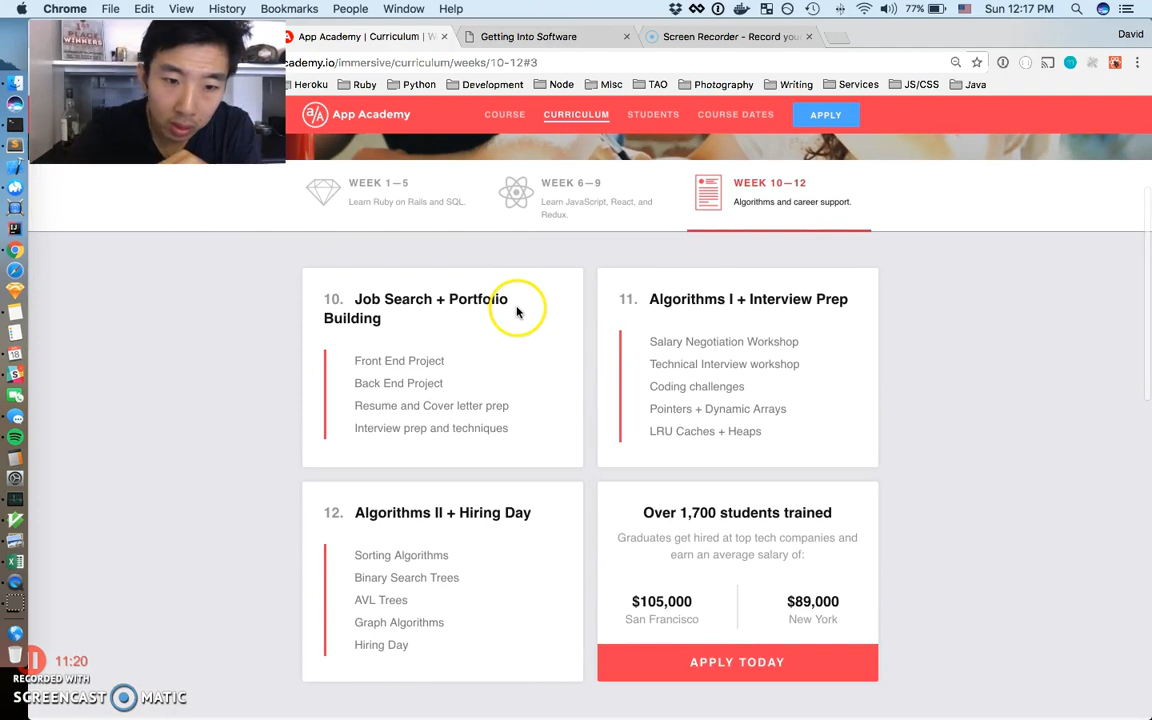 Chrome File Edit View History Bookmarks People Window Help 77% Sun 12:17 PM
1ST PLACE WINNERS
App Academy | Curriculum | W Getting Into Software Screen Recorder - Record your David
cademy.io/immersive/curriculum/weeks/10-12#3
Heroku Ruby Python Development Node Misc TAO Photography Writing Services JS/CSS Java
a/A App Academy COURSE CURRICULUM STUDENTS COURSE DATES APPLY
WEEK 1—5
Learn Ruby on Rails and SQL.
WEEK 6—9
Learn JavaScript, React, and
Redux.
WEEK 10—12
Algorithms and career support.
10. Job Search + Portfolio
Building
Front End Project
Back End Project
Resume and Cover letter prep
Interview prep and techniques
11. Algorithms I + Interview Prep
Salary Negotiation Workshop
Technical Interview workshop
Coding challenges
Pointers + Dynamic Arrays
LRU Caches + Heaps
12. Algorithms II + Hiring Day
Sorting Algorithms
Binary Search Trees
AVL Trees
Graph Algorithms
Hiring Day
Over 1,700 students trained
Graduates get hired at top tech companies and
earn an average salary of:
$105,000 $89,000
San Francisco New York
APPLY TODAY
11:20
RECORDED WITH
SCREENCAST MATIC